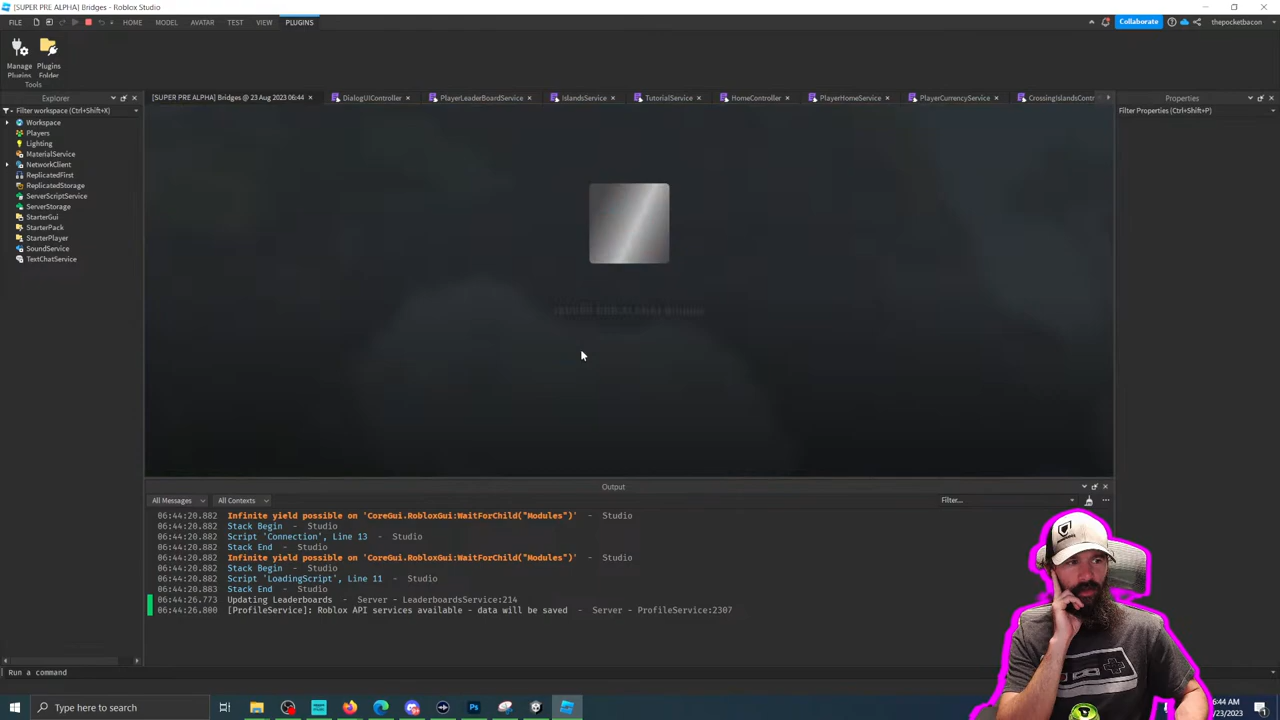 [SUPER PRE ALPHA] Bridges - Roblox Studio
FILE HOME MODEL AVATAR TEST VIEW PLUGINS Collaborate thepocketbacon
Manage Plugins
Plugins Folder
Tools
Explorer
[SUPER PRE ALPHA] Bridges @ 23 Aug 2023 06:44 × DialogUIController × PlayerLeaderBoardService × IslandsService × TutorialService × HomeController × PlayerHomeService × PlayerCurrencyService × CrossingIslandsContr
Properties
Filter workspace (Ctrl+Shift+X)
Filter Properties (Ctrl+Shift+P)
Workspace
Players
Lighting
MaterialService
NetworkClient
ReplicatedFirst
ReplicatedStorage
ServerScriptService
ServerStorage
StarterGui
StarterPack
StarterPlayer
SoundService
TextChatService
Output
All Messages All Contexts Filter...
06:44:20.882 Infinite yield possible on 'CoreGui.RobloxGui:WaitForChild("Modules")' - Studio
06:44:20.882 Stack Begin - Studio
06:44:20.882 Script 'Connection', Line 13 - Studio
06:44:20.882 Stack End - Studio
06:44:20.882 Infinite yield possible on 'CoreGui.RobloxGui:WaitForChild("Modules")' - Studio
06:44:20.882 Stack Begin - Studio
06:44:20.882 Script 'LoadingScript', Line 11 - Studio
06:44:20.883 Stack End - Studio
06:44:26.773 Updating Leaderboards - Server - LeaderboardsService:214
06:44:26.800 [ProfileService]: Roblox API services available - data will be saved - Server - ProfileService:2307
Run a command
Type here to search
:44 AM
/23/2023